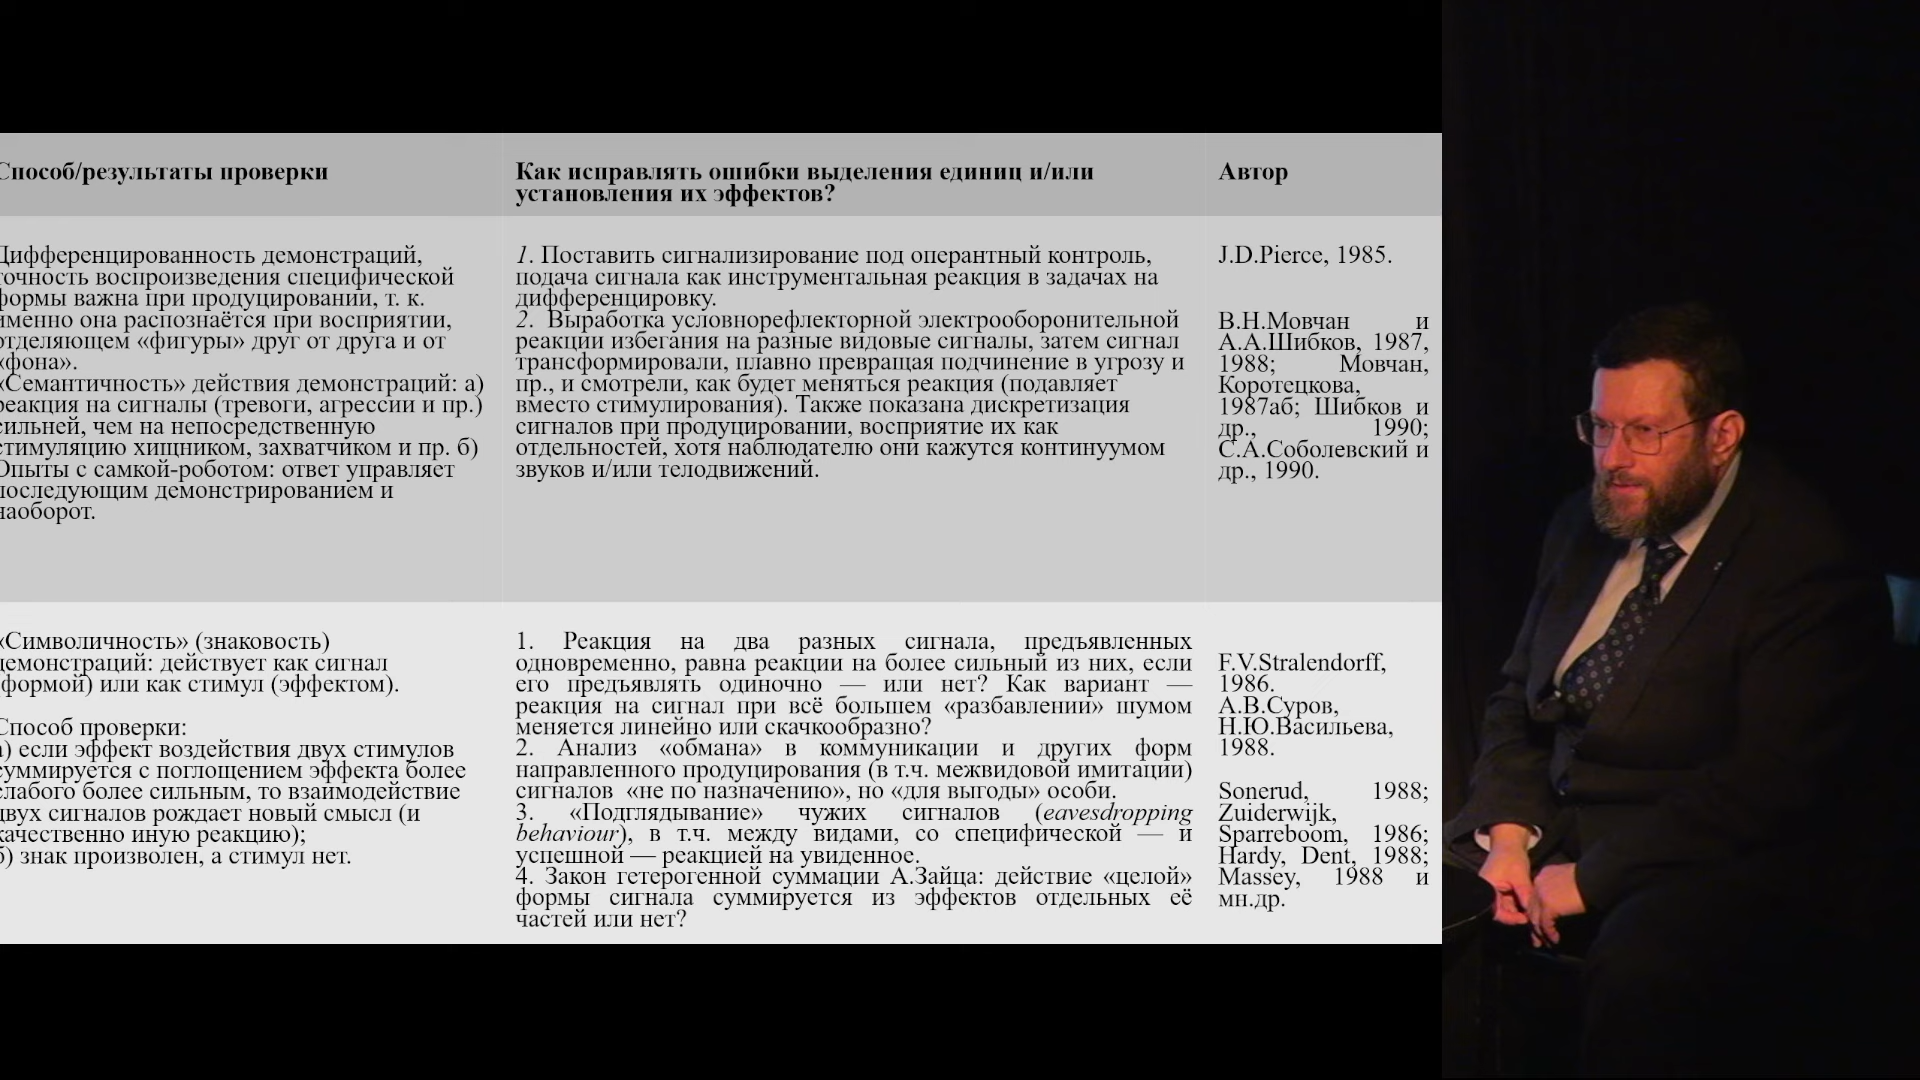 Способ/результаты проверки
Как исправлять ошибки выделения единиц и/или
установления их эффектов?
Автор
Дифференцированность демонстраций,
точность воспроизведения специфической
формы важна при продуцировании, т. к.
именно она распознаётся при восприятии,
отделяющем «фигуры» друг от друга и от
«фона».
«Семантичность» действия демонстраций: а)
реакция на сигналы (тревоги, агрессии и пр.)
сильней, чем на непосредственную
стимуляцию хищником, захватчиком и пр. б)
Опыты с самкой-роботом: ответ управляет
последующим демонстрированием и
наоборот.
1. Поставить сигнализирование под оперантный контроль,
подача сигнала как инструментальная реакция в задачах на
дифференцировку.
2. Выработка условнорефлекторной электрооборонительной
реакции избегания на разные видовые сигналы, затем сигнал
трансформировали, плавно превращая подчинение в угрозу и
пр., и смотрели, как будет меняться реакция (подавляет
вместо стимулирования). Также показана дискретизация
сигналов при продуцировании, восприятие их как
отдельностей, хотя наблюдателю они кажутся континуумом
звуков и/или телодвижений.
J.D.Pierce, 1985.
В.Н.Мовчан и
А.А.Шибков, 1987,
1988; Мовчан,
Коротецкова,
1987аб; Шибков и
др., 1990;
С.А.Соболевский и
др., 1990.
«Символичность» (знаковость)
демонстраций: действует как сигнал
(формой) или как стимул (эффектом).
Способ проверки:
а) если эффект воздействия двух стимулов
суммируется с поглощением эффекта более
слабого более сильным, то взаимодействие
двух сигналов рождает новый смысл (и
качественно иную реакцию);
б) знак произволен, а стимул нет.
1. Реакция на два разных сигнала, предъявленных
одновременно, равна реакции на более сильный из них, если
его предъявлять одиночно — или нет? Как вариант —
реакция на сигнал при всё большем «разбавлении» шумом
меняется линейно или скачкообразно?
2. Анализ «обмана» в коммуникации и других форм
направленного продуцирования (в т.ч. межвидовой имитации)
сигналов «не по назначению», но «для выгоды» особи.
3. «Подглядывание» чужих сигналов (eavesdropping
behaviour), в т.ч. между видами, со специфической — и
успешной — реакцией на увиденное.
4. Закон гетерогенной суммации А.Зайца: действие «целой»
формы сигнала суммируется из эффектов отдельных её
частей или нет?
F.V.Stralendorff,
1986.
А.В.Суров,
Н.Ю.Васильева,
1988.
Sonerud, 1988;
Zuiderwijk,
Sparreboom, 1986;
Hardy, Dent, 1988;
Massey, 1988 и
мн.др.